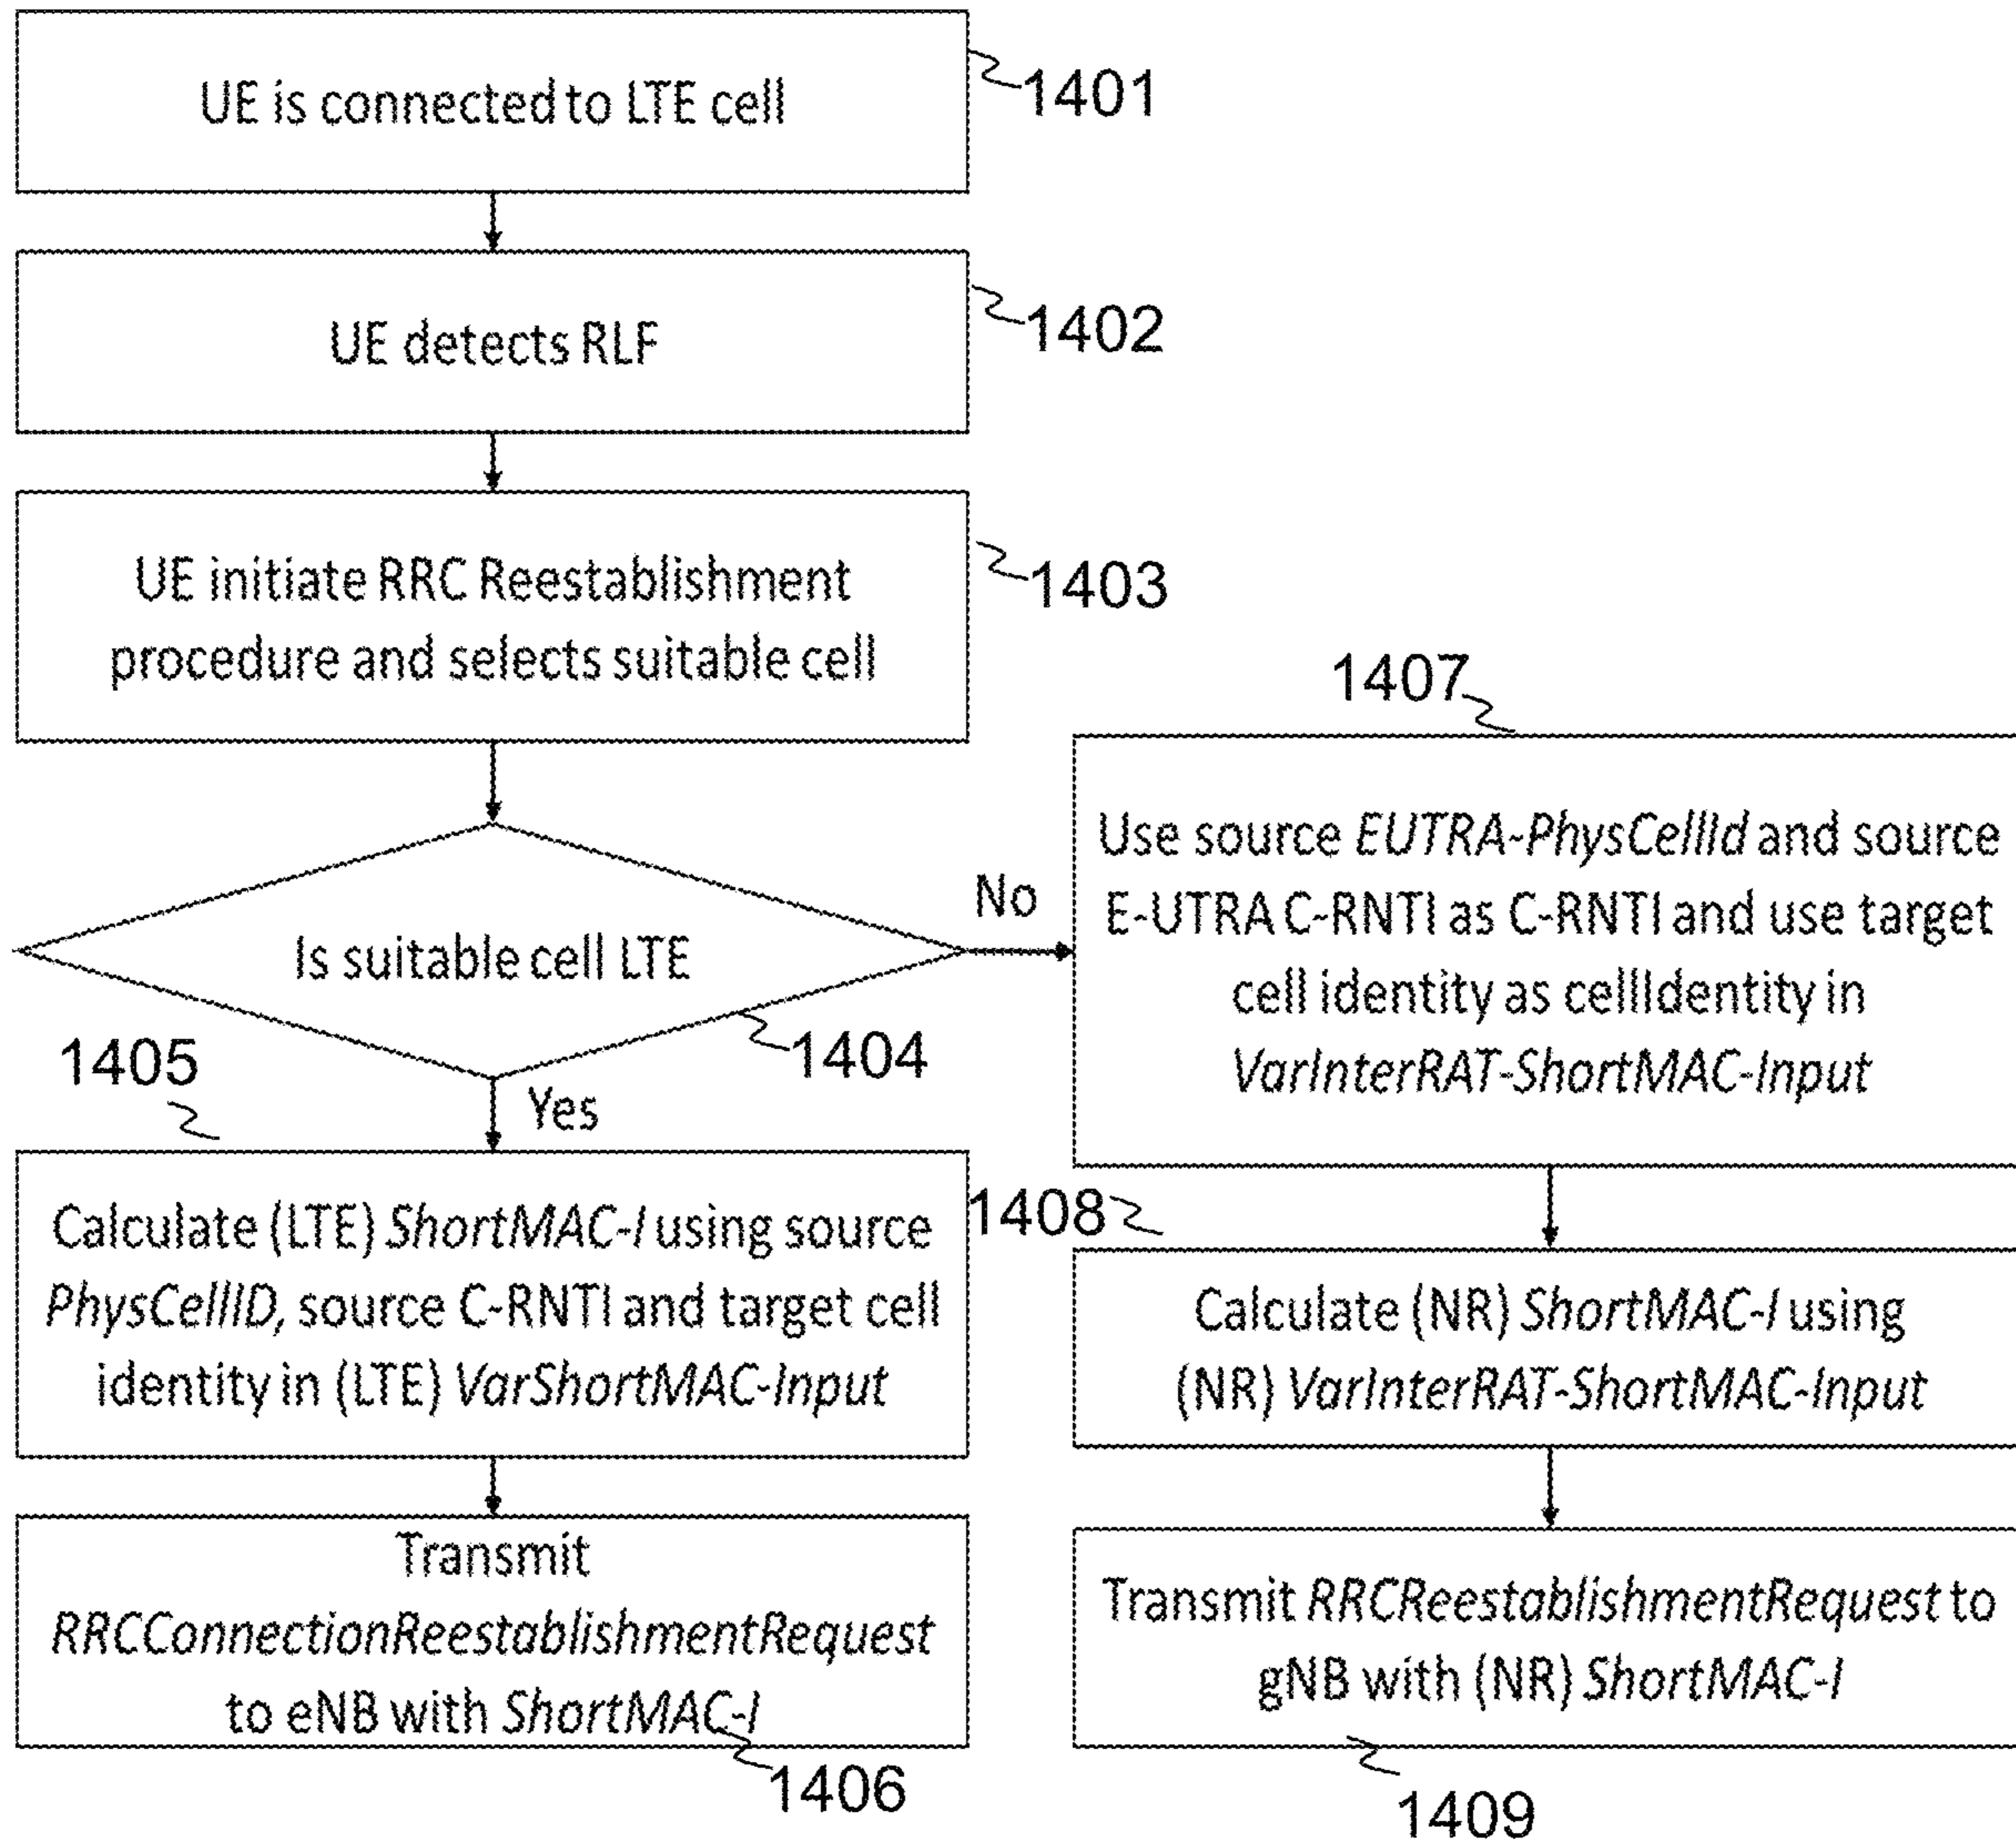 UE is connected to LTE cell
1401
UE detects RLF
1402
UE initiate RRC Reestablishment
procedure and selects suitable cell
1403
Is suitable cell LTE
1404
No
Yes
1405
Calculate (LTE) ShortMAC-I using source
PhysCellID, source C-RNTI and target cell
identity in (LTE) VarShortMAC-Input
Transmit
RRCConnectionReestablishmentRequest
to eNB with ShortMAC-I
1406
1407
Use source EUTRA-PhysCellId and source
E-UTRA C-RNTI as C-RNTI and use target
cell identity as cellIdentity in
VarInterRAT-ShortMAC-Input
1408
Calculate (NR) ShortMAC-I using
(NR) VarInterRAT-ShortMAC-Input
Transmit RRCReestablishmentRequest to
gNB with (NR) ShortMAC-I
1409